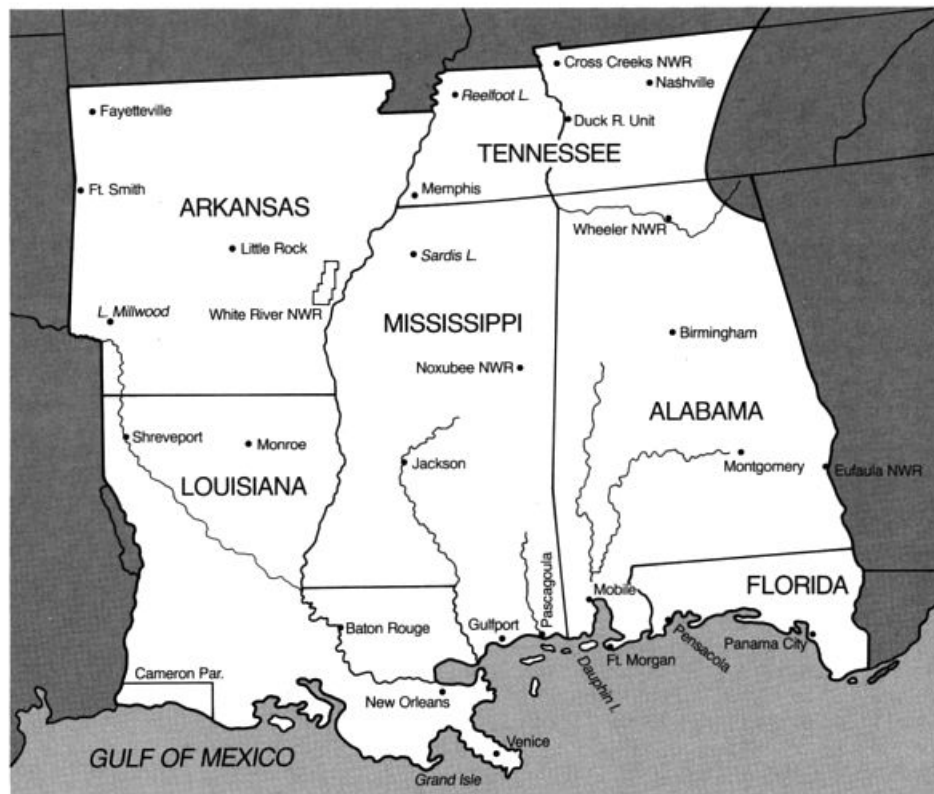 Cross Creeks NWR
Nashville
Reelfoot L.
Fayetteville
Duck R. Unit
TENNESSEE
Ft. Smith
Memphis
ARKANSAS
Wheeler NWR
Little Rock
Sardis L.
L. Millwood
White River NWR
MISSISSIPPI
Birmingham
Noxubee NWR
ALABAMA
Shreveport
Monroe
Jackson
Montgomery
Eufaula NWR
LOUISIANA
FLORIDA
Mobile
Pascagoula
Baton Rouge
Gulfport
Pensacola
Panama City
Ft. Morgan
Dauphin I.
Cameron Par.
New Orleans
GULF OF MEXICO
Venice
Grand Isle